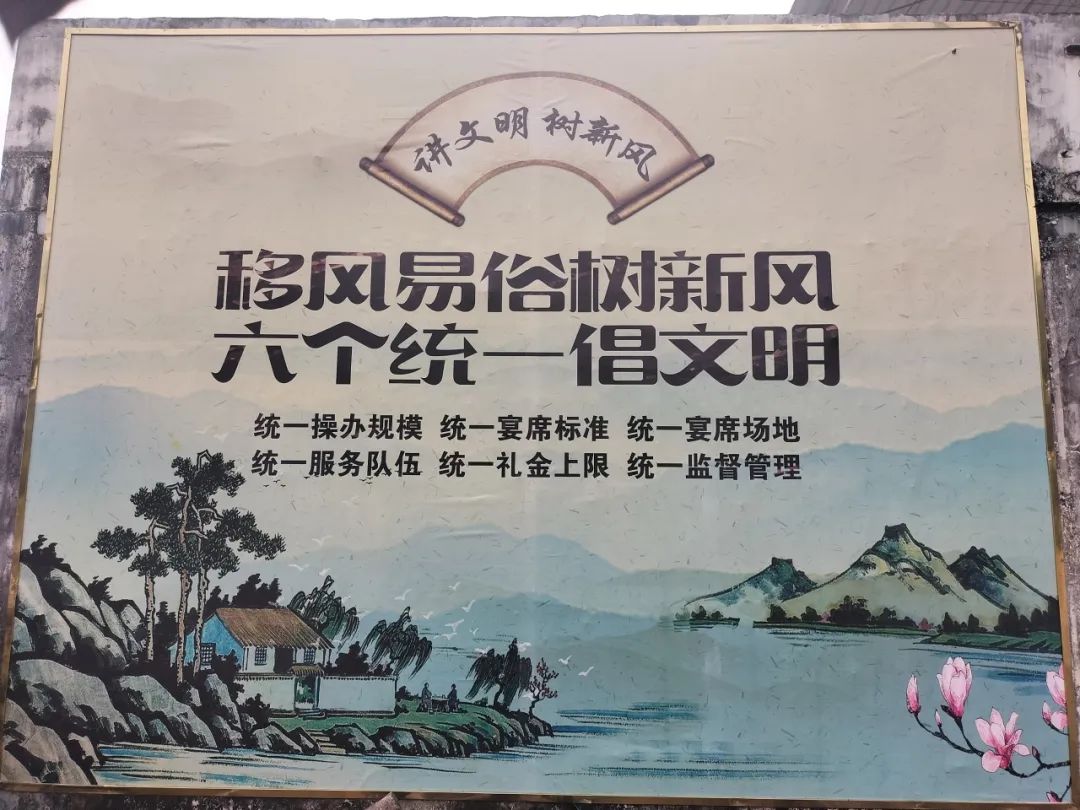 讲文明 树新风
移风易俗树新风
六个统一倡文明
统一操办规模 统一宴席标准 统一宴席场地
统一服务队伍 统一礼金上限 统一监督管理